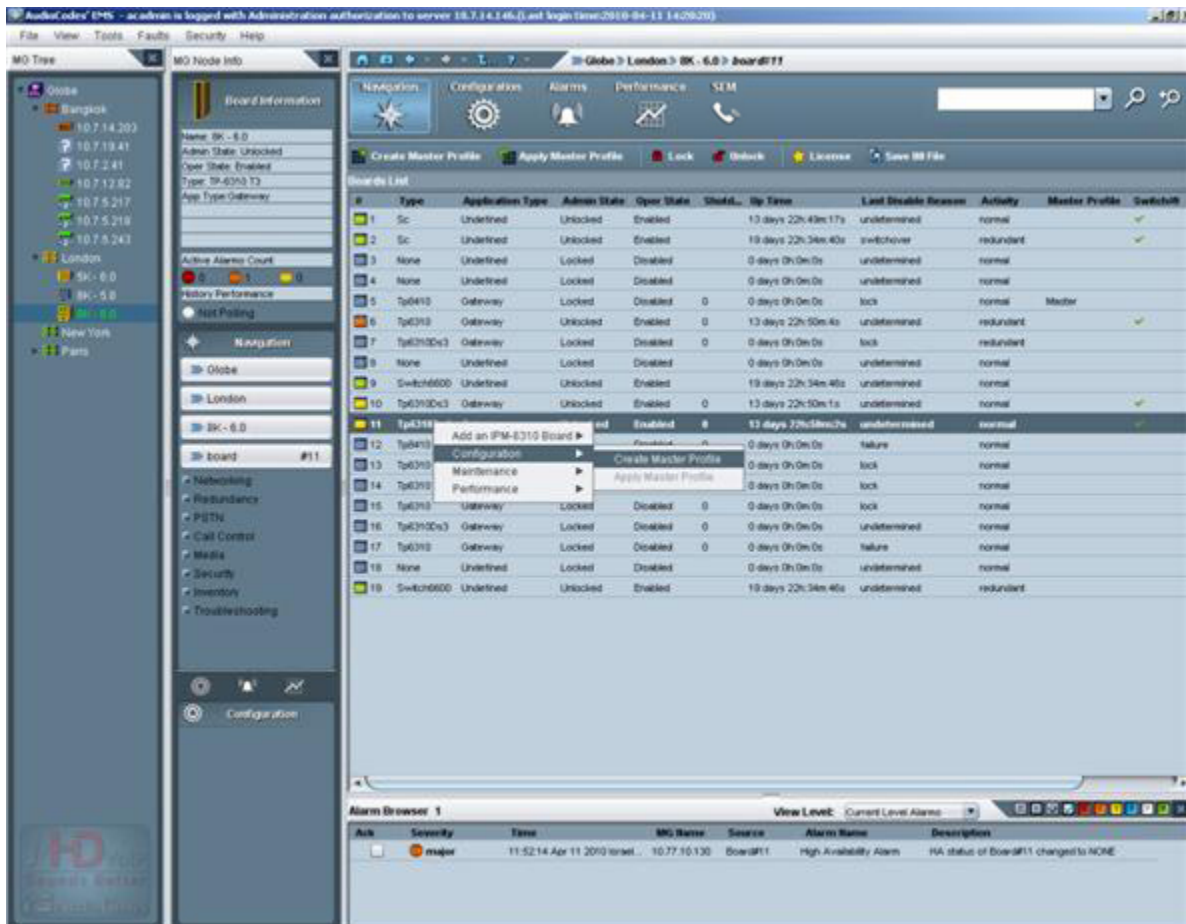 AudioCodes' EMS - acadmin is logged with Administration authorization to server 10.7.14.146.(Last login time:2010-04-11 14:20:20)
File View Tools Faults Security Help
MO Tree
Globe
Bangkok
10.7.14.203
10.7.19.41
10.7.2.41
10.7.12.82
10.7.5.217
10.7.5.218
10.7.5.243
London
5K - 6.0
8K - 5.8
8K - 6.0
New York
Paris
MO Node Info
Board Information
Name: 8K - 6.0
Admin State: Unlocked
Oper State: Enabled
Type: TP-6310 T3
App Type:Gateway
Active Alarms Count
0 1 0
History Performance
Not Polling
Navigation
Globe
London
8K - 6.0
board #11
Networking
Redundancy
PSTN
Call Control
Media
Security
Inventory
Troubleshooting
Configuration
Globe London 8K - 6.0 board#11
Navigation Configuration Alarms Performance SEM
Create Master Profile Apply Master Profile Lock Unlock License Save INI File
Boards List
# Type Application Type Admin State Oper State Up Time Last Disable Reason Activity Master Profile
1 Sc Undefined Unlocked Enabled 13 days 22h:49m:17s undetermined normal
2 Sc Undefined Unlocked Enabled 19 days 22h:34m:40s switchover redundant
3 None Undefined Locked Disabled 0 days 0h:0m:0s undetermined normal
4 None Undefined Locked Disabled 0 days 0h:0m:0s undetermined normal
5 Tp8410 Gateway Locked Disabled 0 0 days 0h:0m:0s lock normal Master
6 Tp6310 Gateway Unlocked Enabled 0 13 days 22h:50m:4s undetermined redundant
7 Tp6310Ds3 Gateway Locked Disabled 0 0 days 0h:0m:0s lock redundant
8 None Undefined Locked Disabled 0 days 0h:0m:0s undetermined normal
9 Switch6600 Undefined Unlocked Enabled 19 days 22h:34m:46s undetermined normal
10 Tp6310Ds3 Gateway Unlocked Enabled 0 13 days 22h:50m:1s undetermined normal
11 Enabled 0 13 days undetermined normal
12 Tp8410 0 0 days 0h:0m:0s failure normal
13 Tp6310 0 days 0h:0m:0s lock normal
14 Tp6310 0 days 0h:0m:0s lock normal
15 Tp6310 Gateway Locked Disabled 0 0 days 0h:0m:0s lock normal
16 Tp6310Ds3 Gateway Locked Disabled 0 0 days 0h:0m:0s undetermined normal
17 Tp6310 Gateway Locked Disabled 0 0 days 0h:0m:0s failure normal
18 None Undefined Locked Disabled 0 days 0h:0m:0s undetermined normal
19 Switch6600 Undefined Unlocked Enabled 19 days 22h:34m:46s undetermined redundant
Add an IPM-6310 Board
Configuration
Maintenance
Performance
Create Master Profile
Apply Master Profile
Alarm Browser 1 View Level: Current Level Alarms
Ack Severity Time MG Name Source Alarm Name Description
major 11:52:14 Apr 11 2010 Israel... 10.77.10.130 Board#11 High Availability Alarm HA status of Board#11 changed to NONE
HD
Sounds Better